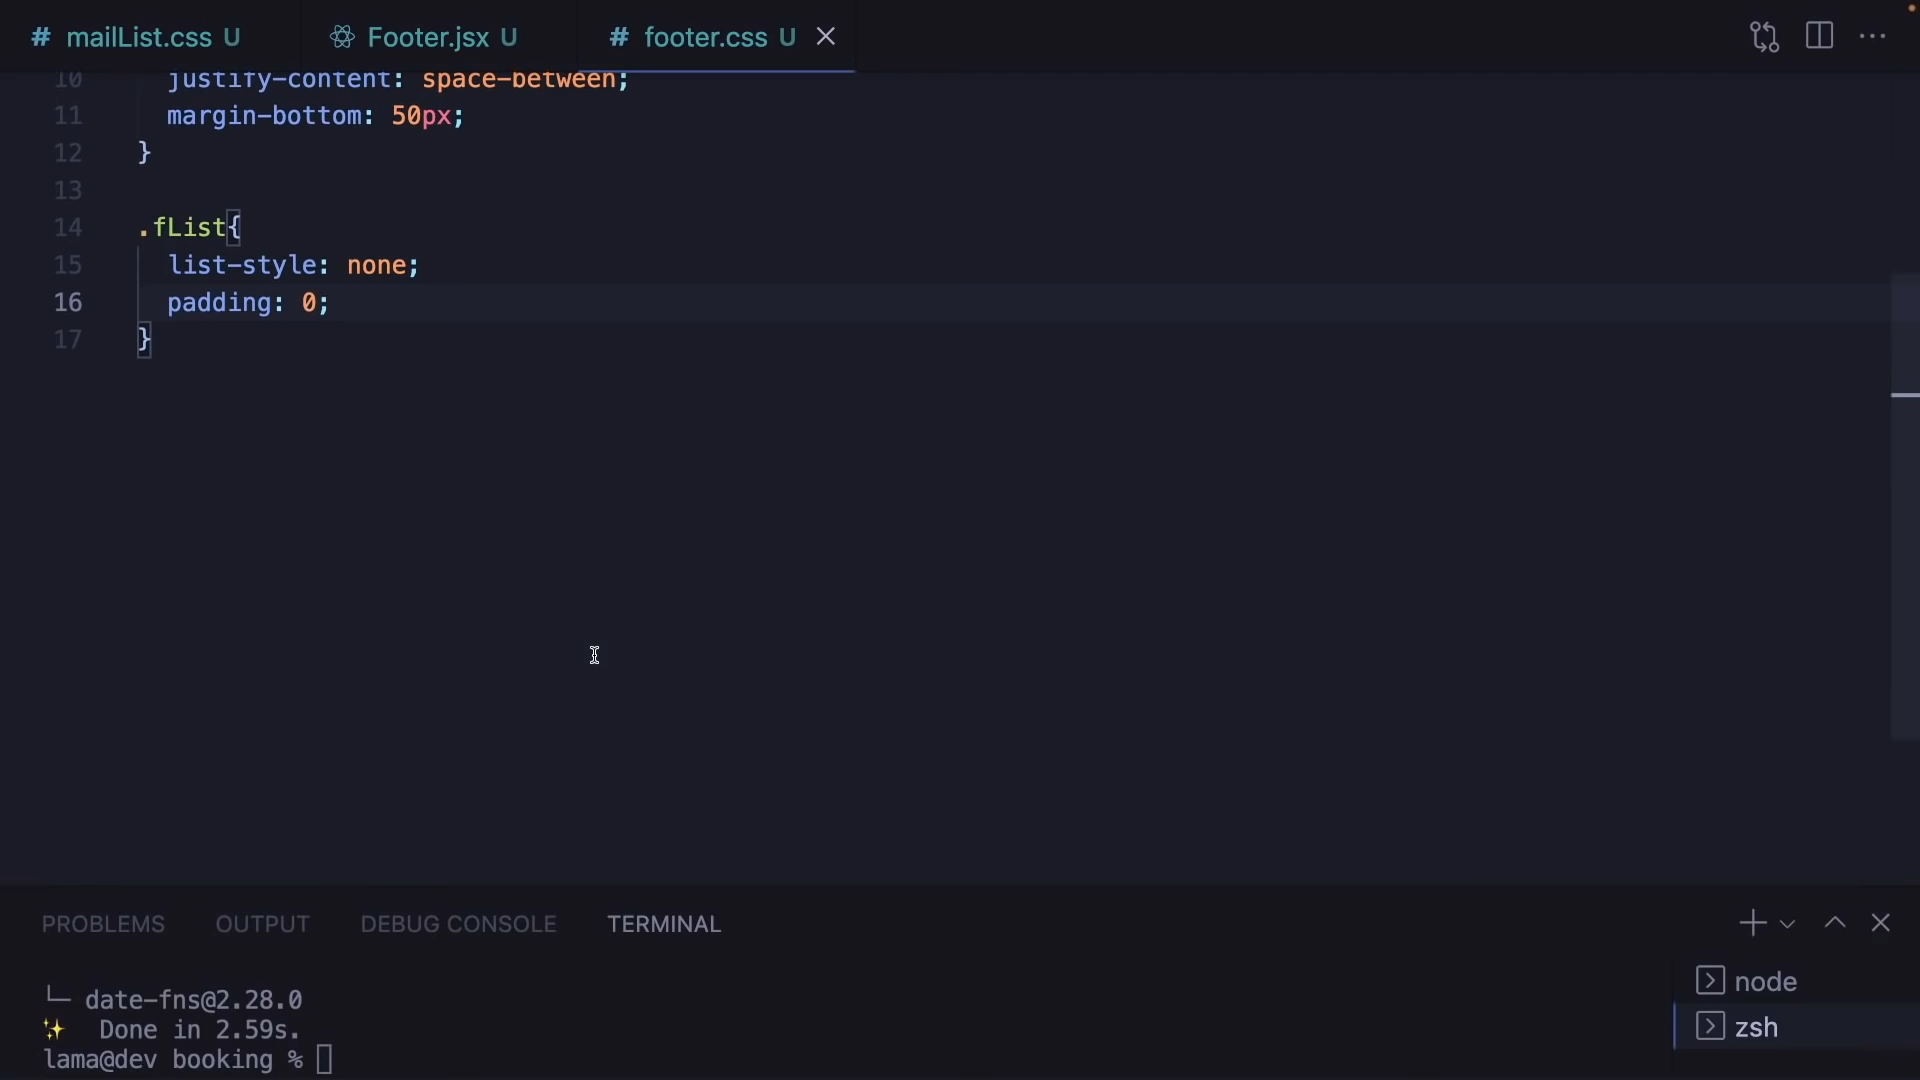 # mailList.css U
Footer.jsx U
# footer.css U
10 justify-content: space-between;
11 margin-bottom: 50px;
12 }
13
14 .fList{
15 list-style: none;
16 padding: 0;
17 }
PROBLEMS OUTPUT DEBUG CONSOLE TERMINAL
└─ date-fns@2.28.0
✨ Done in 2.59s.
lama@dev booking %
node
zsh